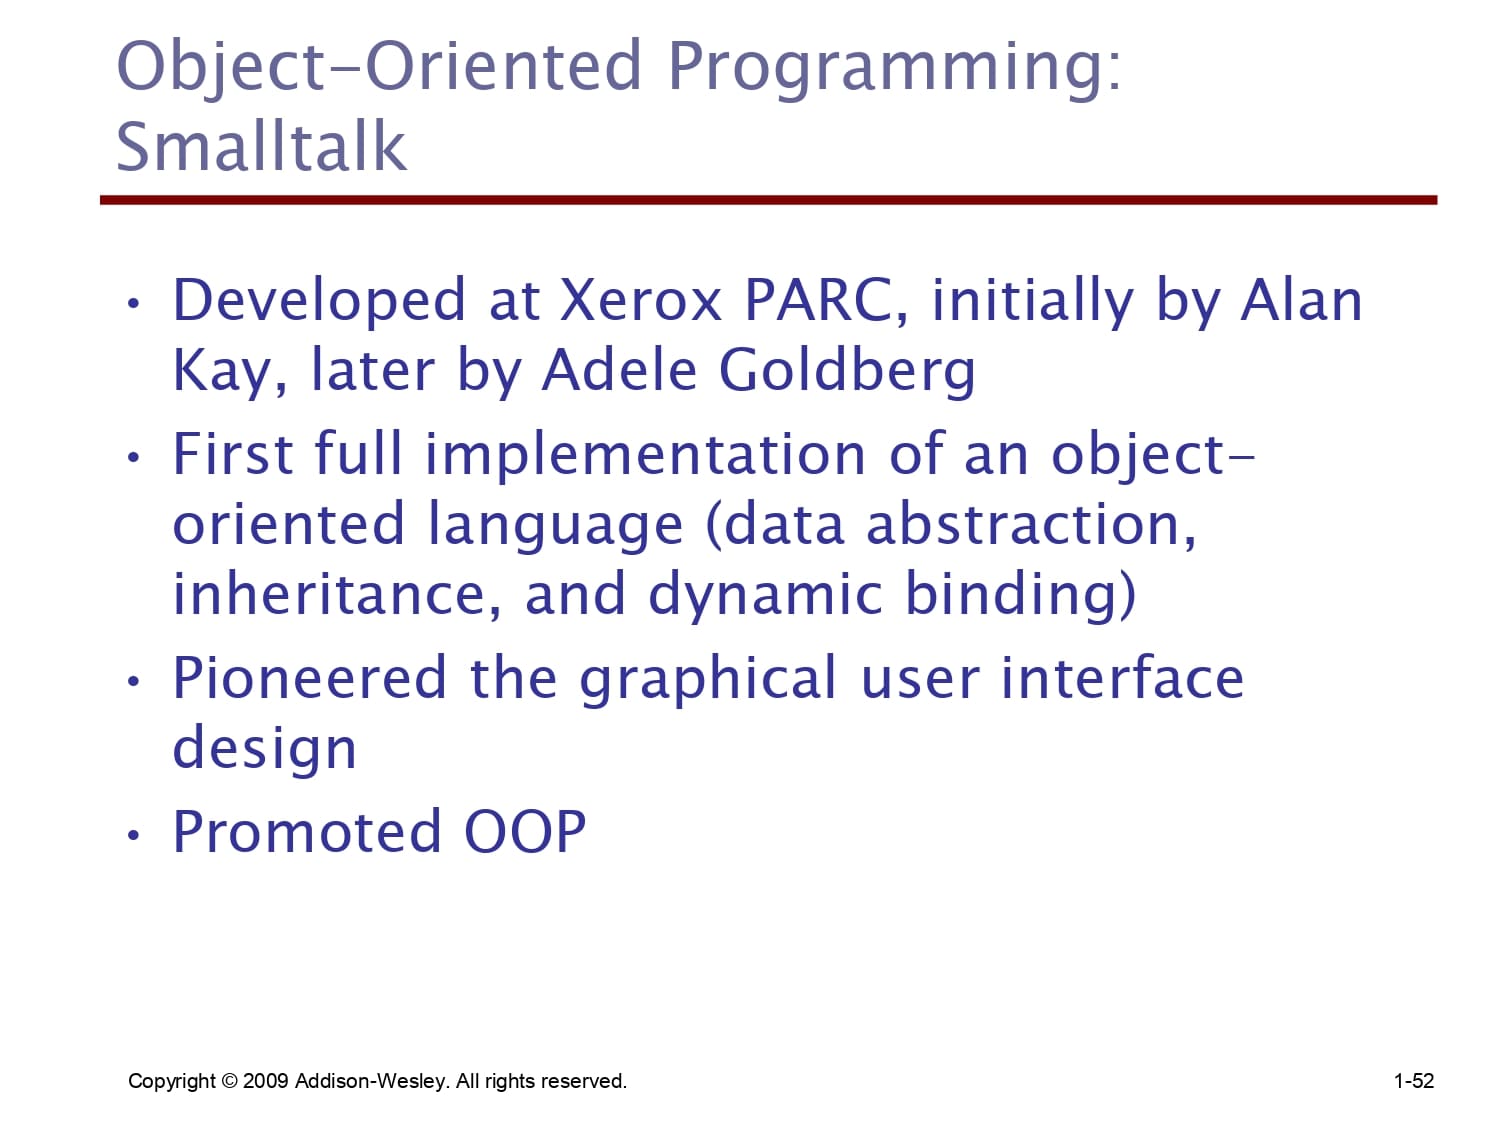 Object-Oriented Programming:
Smalltalk
• Developed at Xerox PARC, initially by Alan
Kay, later by Adele Goldberg
• First full implementation of an object-
oriented language (data abstraction,
inheritance, and dynamic binding)
• Pioneered the graphical user interface
design
• Promoted OOP
Copyright © 2009 Addison-Wesley. All rights reserved. 1-52